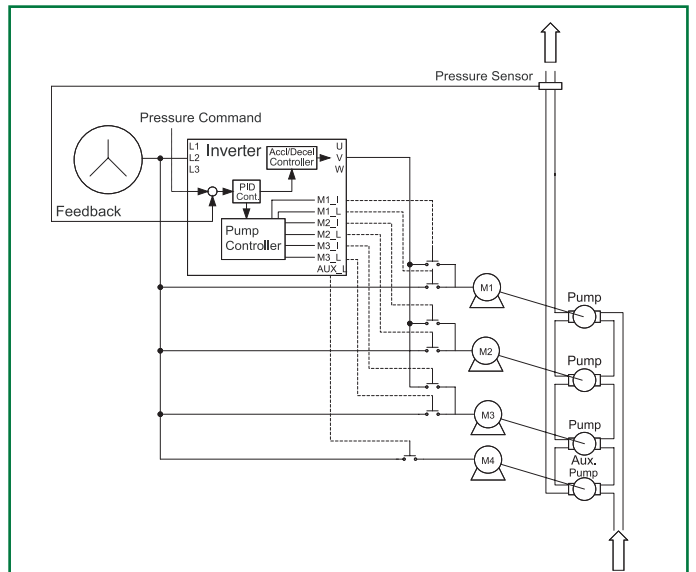 Pressure Sensor
Pressure Command
L1
L2
L3
Inverter
Accl/Decel
Controller
U
V
W
PID
Cont.
Feedback
Pump
Controller
M1_I
M1_L
M2_I
M2_L
M3_I
M3_L
AUX_L
M1
Pump
M2
Pump
M3
Pump
Aux.
Pump
M4